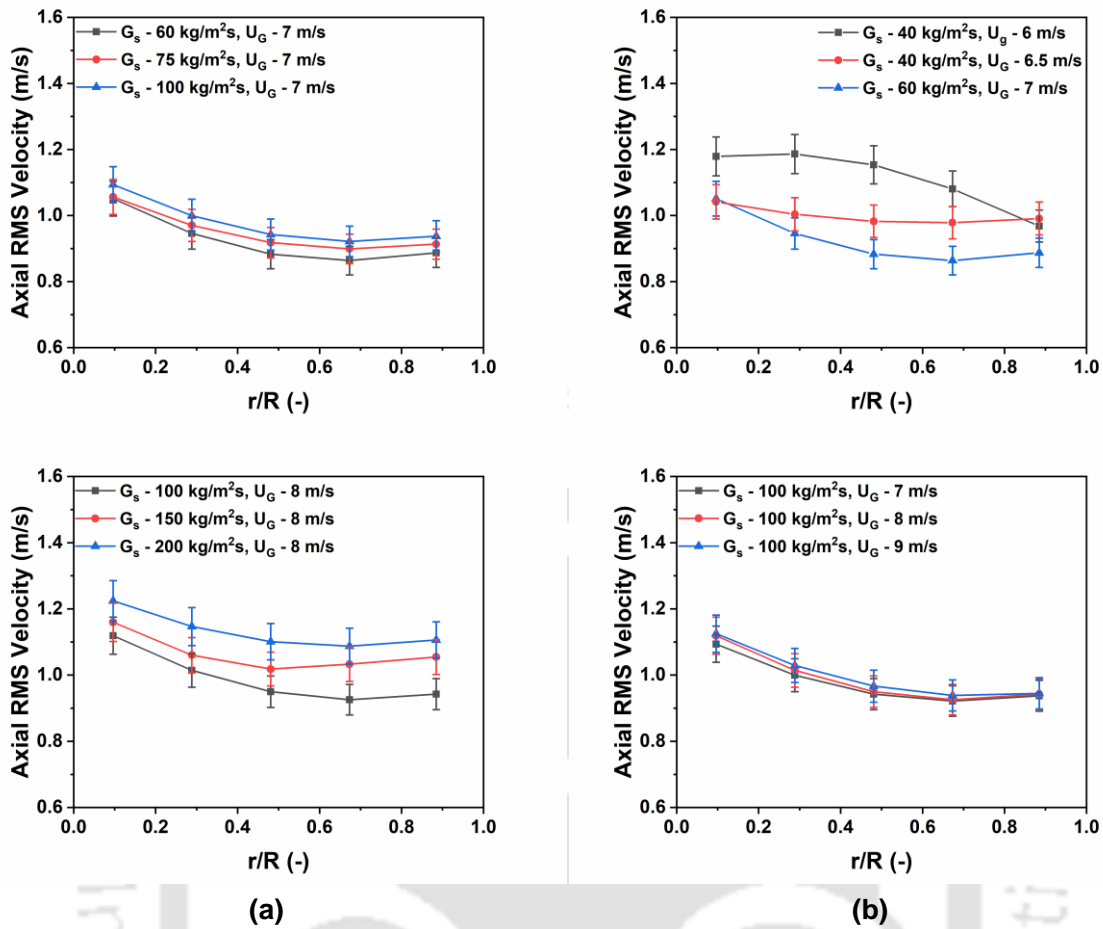 1.6
1.4
1.2
1.0
0.8
0.6
Axial RMS Velocity (m/s)
Gs - 60 kg/m²s, UG - 7 m/s
Gs - 75 kg/m²s, UG - 7 m/s
Gs - 100 kg/m²s, UG - 7 m/s
0.0 0.2 0.4 0.6 0.8 1.0
r/R (-)
1.6
1.4
1.2
1.0
0.8
0.6
Axial RMS Velocity (m/s)
Gs - 40 kg/m²s, Ug - 6 m/s
Gs - 40 kg/m²s, UG - 6.5 m/s
Gs - 60 kg/m²s, UG - 7 m/s
0.0 0.2 0.4 0.6 0.8 1.0
r/R (-)
1.6
1.4
1.2
1.0
0.8
0.6
Axial RMS Velocity (m/s)
Gs - 100 kg/m²s, UG - 8 m/s
Gs - 150 kg/m²s, UG - 8 m/s
Gs - 200 kg/m²s, UG - 8 m/s
0.0 0.2 0.4 0.6 0.8 1.0
r/R (-)
1.6
1.4
1.2
1.0
0.8
0.6
Axial RMS Velocity (m/s)
Gs - 100 kg/m²s, UG - 7 m/s
Gs - 100 kg/m²s, UG - 8 m/s
Gs - 100 kg/m²s, UG - 9 m/s
0.0 0.2 0.4 0.6 0.8 1.0
r/R (-)
(a)
(b)